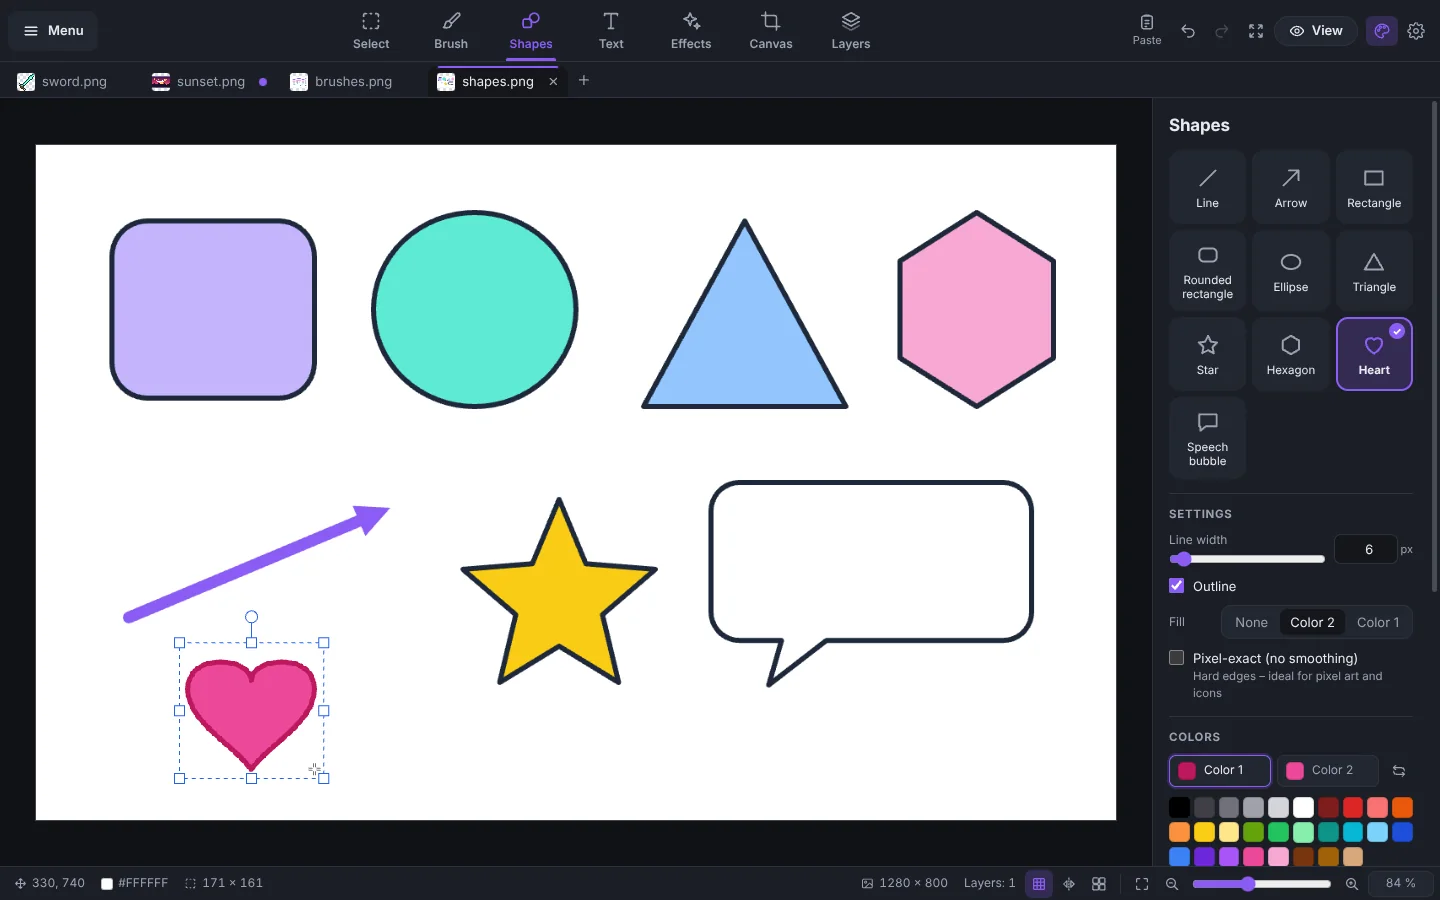 Menu
Select
Brush
Shapes
Text
Effects
Canvas
Layers
Paste
View
sword.png
sunset.png
brushes.png
shapes.png
Shapes
Line
Arrow
Rectangle
Rounded
rectangle
Ellipse
Triangle
Star
Hexagon
Heart
Speech
bubble
SETTINGS
Line width
6 px
Outline
Fill
None
Color 2
Color 1
Pixel-exact (no smoothing)
Hard edges – ideal for pixel art and
icons
COLORS
Color 1
Color 2
330, 740
#FFFFFF
171 × 161
1280 × 800
Layers: 1
84 %